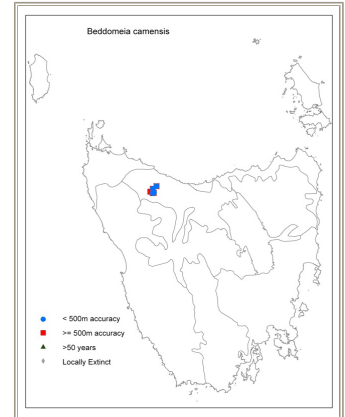 Beddomeia camensis
< 500m accuracy
>= 500m accuracy
>50 years
Locally Extinct